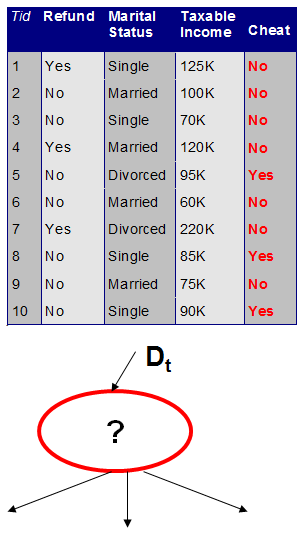 Tid Refund Marital Status Taxable Income Cheat
1 Yes Single 125K No
2 No Married 100K No
3 No Single 70K No
4 Yes Married 120K No
5 No Divorced 95K Yes
6 No Married 60K No
7 Yes Divorced 220K No
8 No Single 85K Yes
9 No Married 75K No
10 No Single 90K Yes
Dt
?